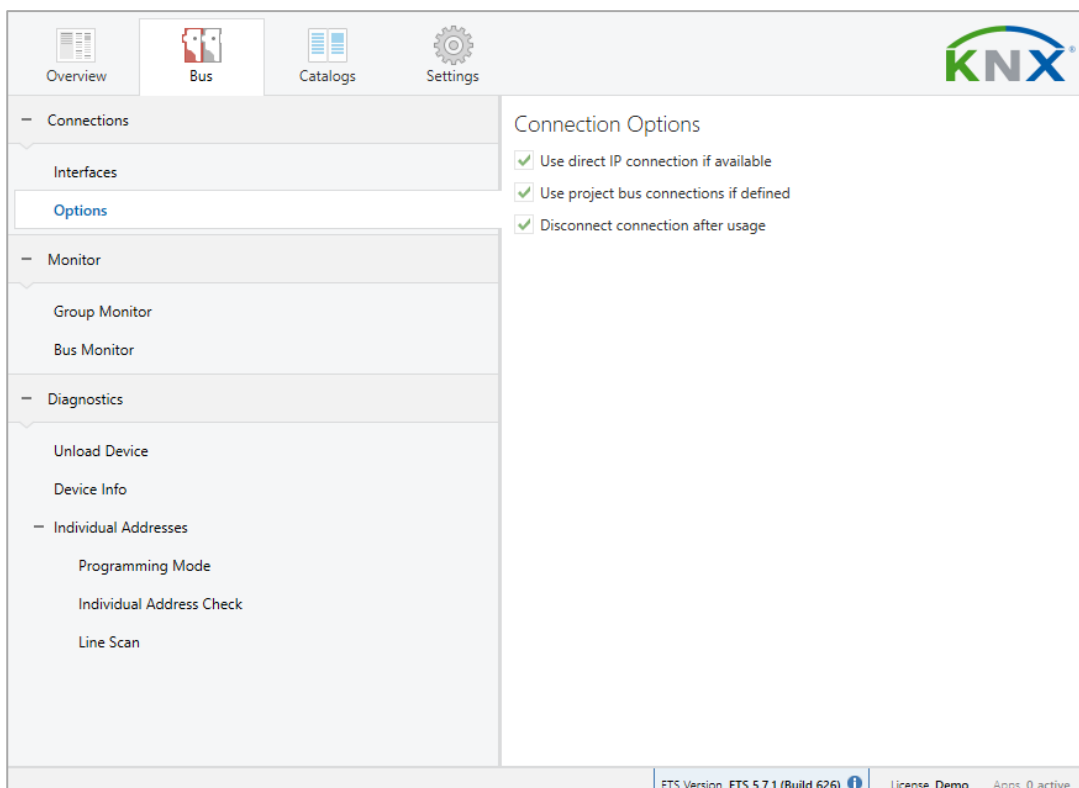 Overview Bus Catalogs Settings
KNX®
Connections
Interfaces
Options
Monitor
Group Monitor
Bus Monitor
Diagnostics
Unload Device
Device Info
Individual Addresses
Programming Mode
Individual Address Check
Line Scan
Connection Options
Use direct IP connection if available
Use project bus connections if defined
Disconnect connection after usage
ETS Version ETS 5.7.1 (Build 626) License Demo Apps 0 active